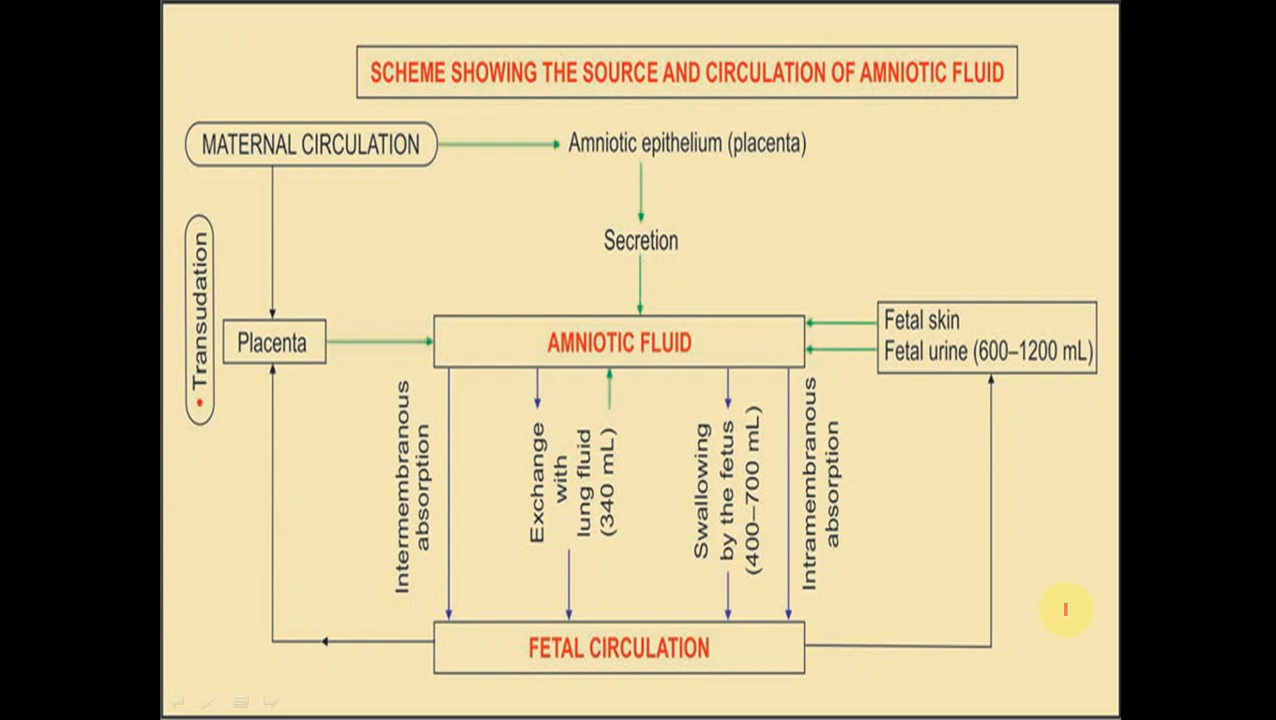 SCHEME SHOWING THE SOURCE AND CIRCULATION OF AMNIOTIC FLUID
MATERNAL CIRCULATION
Amniotic epithelium (placenta)
Secretion
• Transudation
Placenta
AMNIOTIC FLUID
Fetal skin
Fetal urine (600–1200 mL)
Intermembranous
absorption
Exchange
with
lung fluid
(340 mL)
Swallowing
by the fetus
(400–700 mL)
Intramembranous
absorption
FETAL CIRCULATION